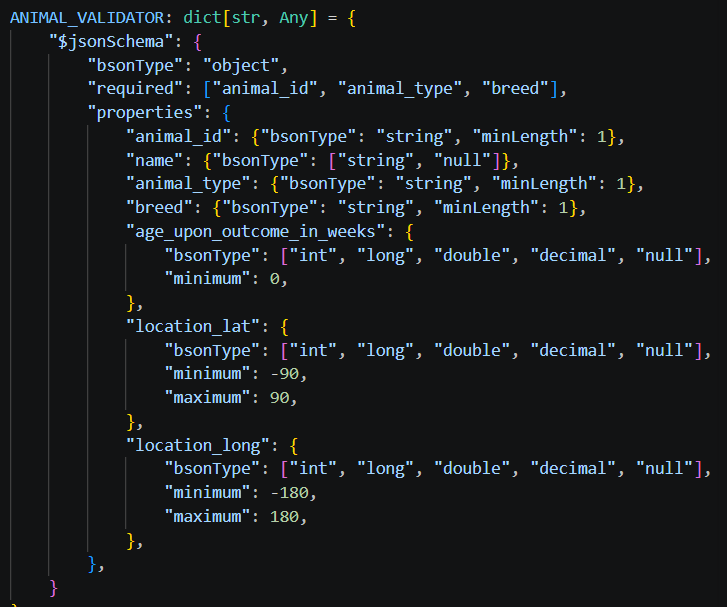 ANIMAL_VALIDATOR: dict[str, Any] = {
    "$jsonSchema": {
        "bsonType": "object",
        "required": ["animal_id", "animal_type", "breed"],
        "properties": {
            "animal_id": {"bsonType": "string", "minLength": 1},
            "name": {"bsonType": ["string", "null"]},
            "animal_type": {"bsonType": "string", "minLength": 1},
            "breed": {"bsonType": "string", "minLength": 1},
            "age_upon_outcome_in_weeks": {
                "bsonType": ["int", "long", "double", "decimal", "null"],
                "minimum": 0,
            },
            "location_lat": {
                "bsonType": ["int", "long", "double", "decimal", "null"],
                "minimum": -90,
                "maximum": 90,
            },
            "location_long": {
                "bsonType": ["int", "long", "double", "decimal", "null"],
                "minimum": -180,
                "maximum": 180,
            },
        },
    }